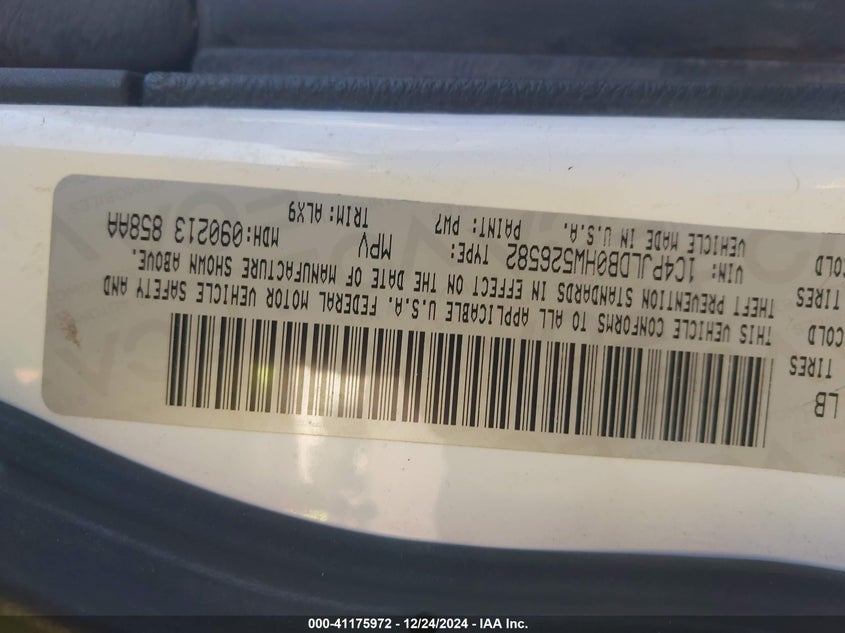 LB
TIRES
COLD
TIRES
COLD
THIS VEHICLE CONFORMS TO ALL APPLICABLE U.S.A. FEDERAL MOTOR VEHICLE SAFETY AND
THEFT PREVENTION STANDARDS IN EFFECT ON THE DATE OF MANUFACTURE SHOWN ABOVE.
VIN: 1C4PJLDB0HW526582 TYPE: MPV MDH:090213 858AA
VEHICLE MADE IN U.S.A. PAINT: PW7 TRIM: ALX9
000-41175972 - 12/24/2024 - IAA Inc.